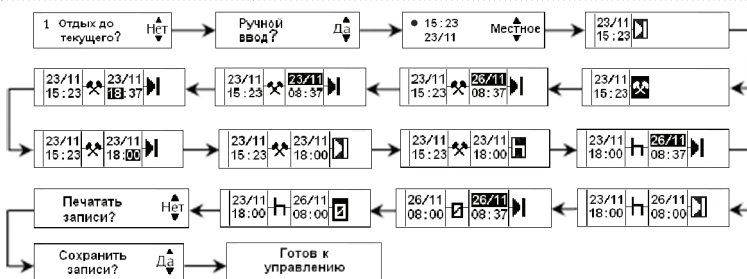 1 Отдых до
текущего? Нет
Ручной
ввод? Да
15:23
23/11 Местное
23/11
15:23
23/11 23/11
15:23 18:37
23/11 23/11
15:23 08:37
23/11 26/11
15:23 08:37
23/11
15:23
23/11 23/11
15:23 18:00
23/11 23/11
15:23 18:00
23/11 23/11
15:23 18:00
23/11 26/11
18:00 08:37
Печатать
записи? Нет
23/11 26/11
18:00 08:00
26/11 26/11
08:00 08:37
23/11 26/11
18:00 08:00
Сохранить
записи? Да
Готов к
управлению